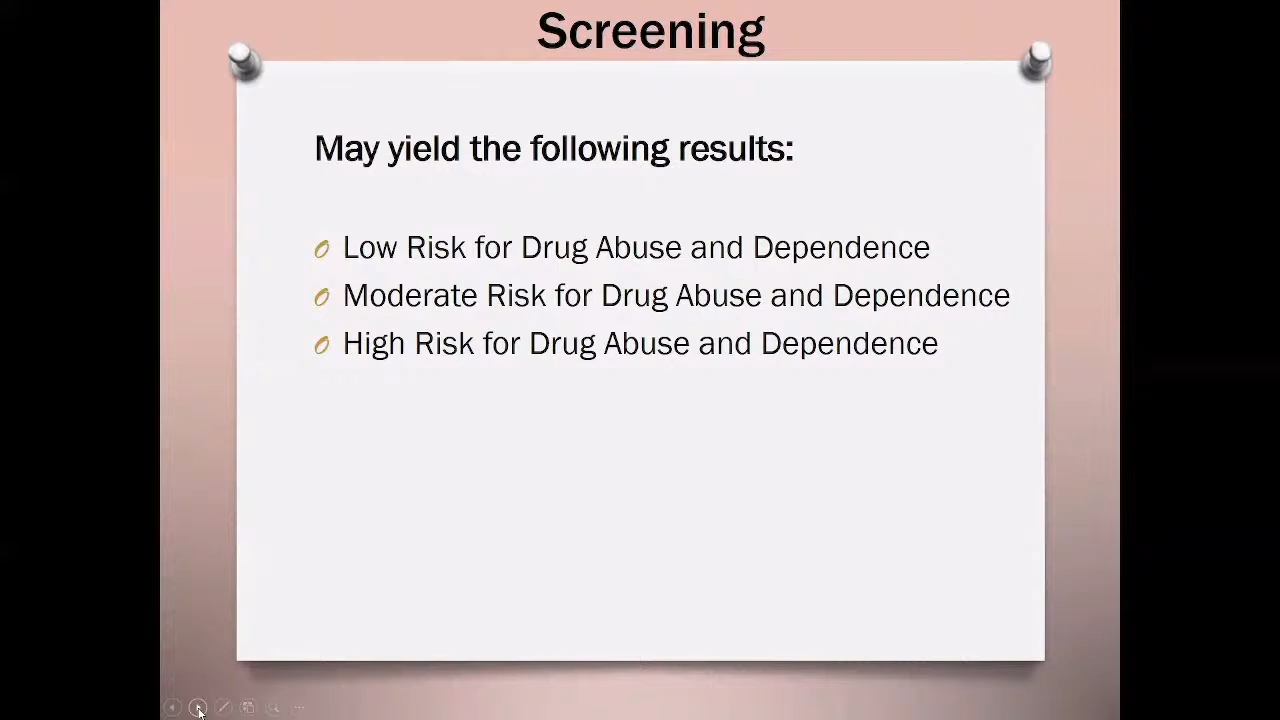 Screening
May yield the following results:
Low Risk for Drug Abuse and Dependence
Moderate Risk for Drug Abuse and Dependence
High Risk for Drug Abuse and Dependence